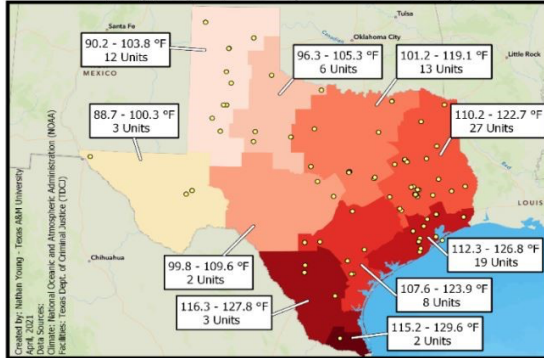 Santa Fe
Tulsa
Oklahoma City
Canadian
90.2 - 103.8 °F
12 Units
96.3 - 105.3 °F
6 Units
101.2 - 119.1 °F
13 Units
Little Rock
MEXICO
88.7 - 100.3 °F
3 Units
110.2 - 122.7 °F
27 Units
Red
LOUIS
112.3 - 126.8 °F
19 Units
Chihuahua
99.8 - 109.6 °F
2 Units
107.6 - 123.9 °F
8 Units
116.3 - 127.8 °F
3 Units
115.2 - 129.6 °F
2 Units
Created by: Nathan Young - Texas A&M University
April, 2021
Data Sources:
Climate: National Oceanic and Atmospheric Administration (NOAA)
Facilities: Texas Dept. of Criminal Justice (TDCJ)